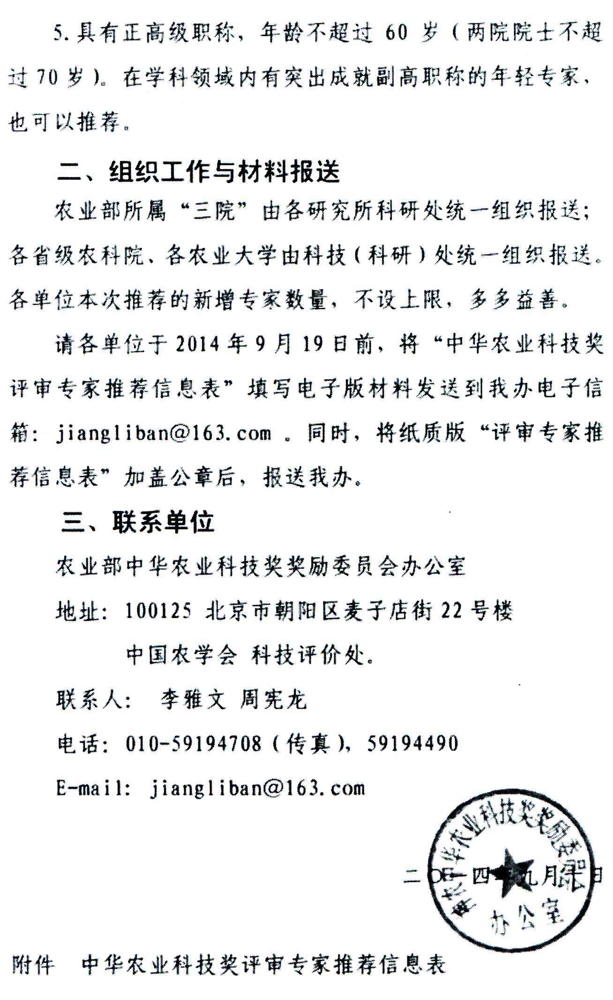 5. 具有正高级职称，年龄不超过 60 岁（两院院士不超
过 70 岁）。在学科领域内有突出成就副高职称的年轻专家，
也可以推荐。
二、组织工作与材料报送
农业部所属“三院”由各研究所科研处统一组织报送；
各省级农科院、各农业大学由科技（科研）处统一组织报送。
各单位本次推荐的新增专家数量，不设上限，多多益善。
请各单位于 2014 年 9 月 19 日前，将“中华农业科技奖
评审专家推荐信息表”填写电子版材料发送到我办电子信
箱：jiangliban@163.com 。同时，将纸质版“评审专家推
荐信息表”加盖公章后，报送我办。
三、联系单位
农业部中华农业科技奖奖励委员会办公室
地址：100125 北京市朝阳区麦子店街 22 号楼
中国农学会 科技评价处。
联系人： 李雅文 周宪龙
电话：010-59194708（传真），59194490
E-mail: jiangliban@163.com
中华农业科技奖奖励委员会
二〇一四年九月十日
办公室
附件 中华农业科技奖评审专家推荐信息表